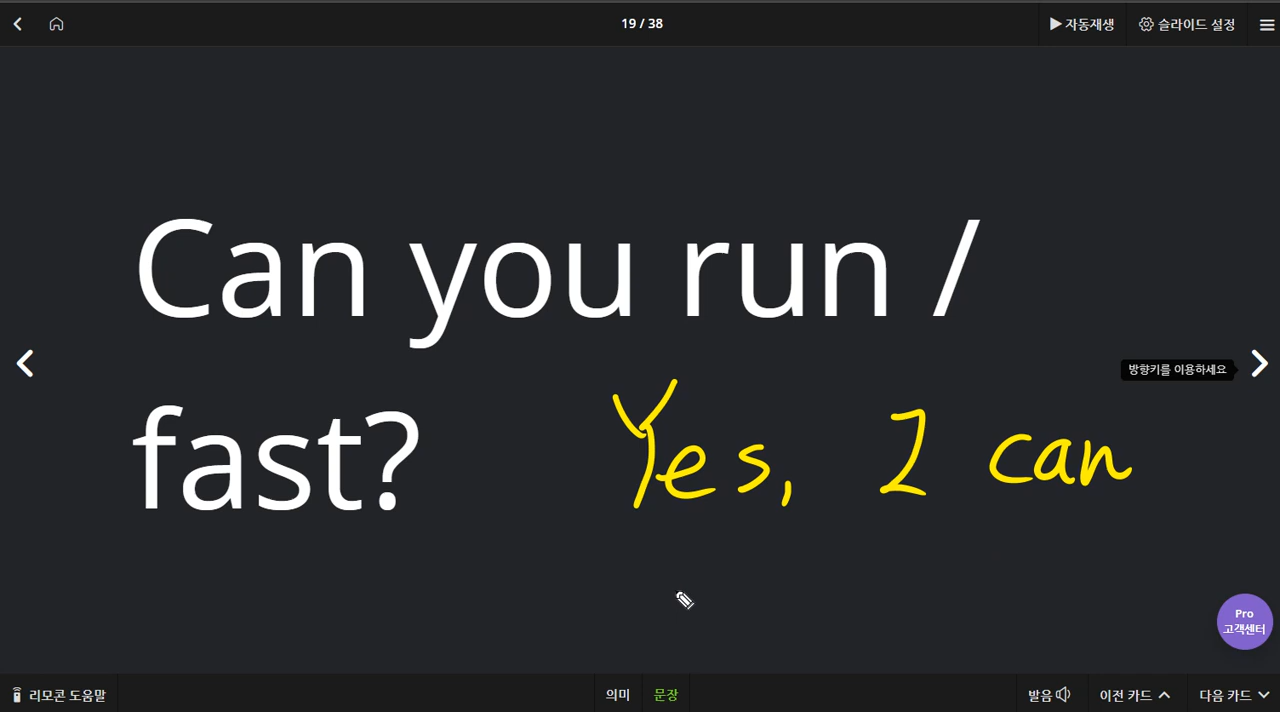 19 / 38
자동재생
슬라이드 설정
Can you run /
fast?
Yes, I can
방향키를 이용하세요
Pro
고객센터
리모콘 도움말
의미
문장
발음
이전 카드
다음 카드